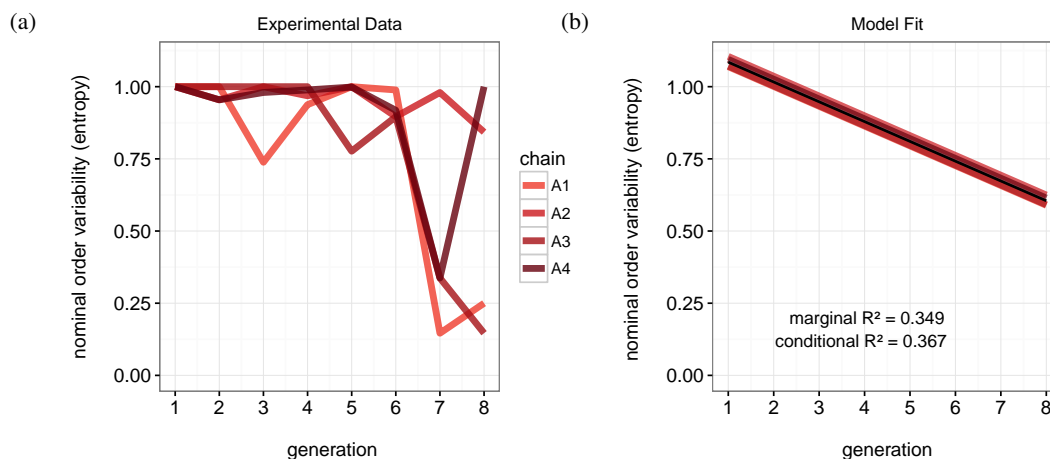 (a)
Experimental Data
nominal order variability (entropy)
1.00
0.75
0.50
0.25
0.00
1 2 3 4 5 6 7 8
generation
chain
A1
A2
A3
A4
(b)
Model Fit
nominal order variability (entropy)
1.00
0.75
0.50
0.25
0.00
marginal R² = 0.349
conditional R² = 0.367
1 2 3 4 5 6 7 8
generation